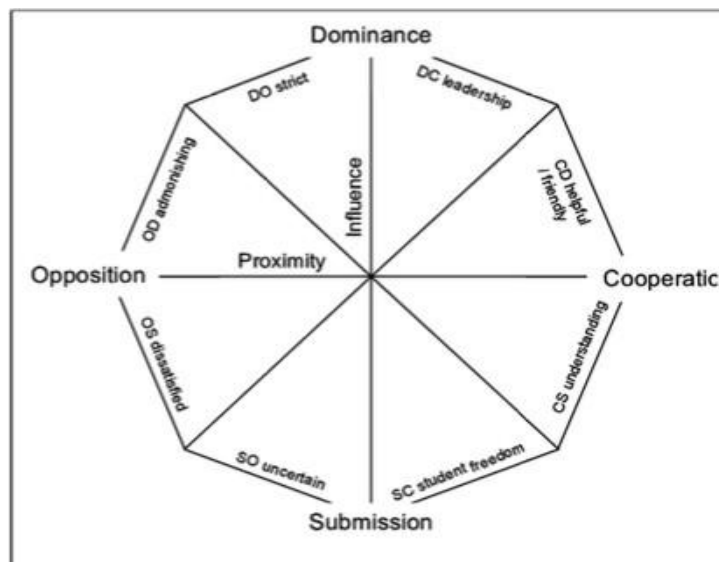 Dominance
DO strict
DC leadership
OD admonishing
Influence
CD helpful
/ friendly
Proximity
Opposition
Cooperatic
OS dissatisfied
CS understanding
SO uncertain
SC student freedom
Submission